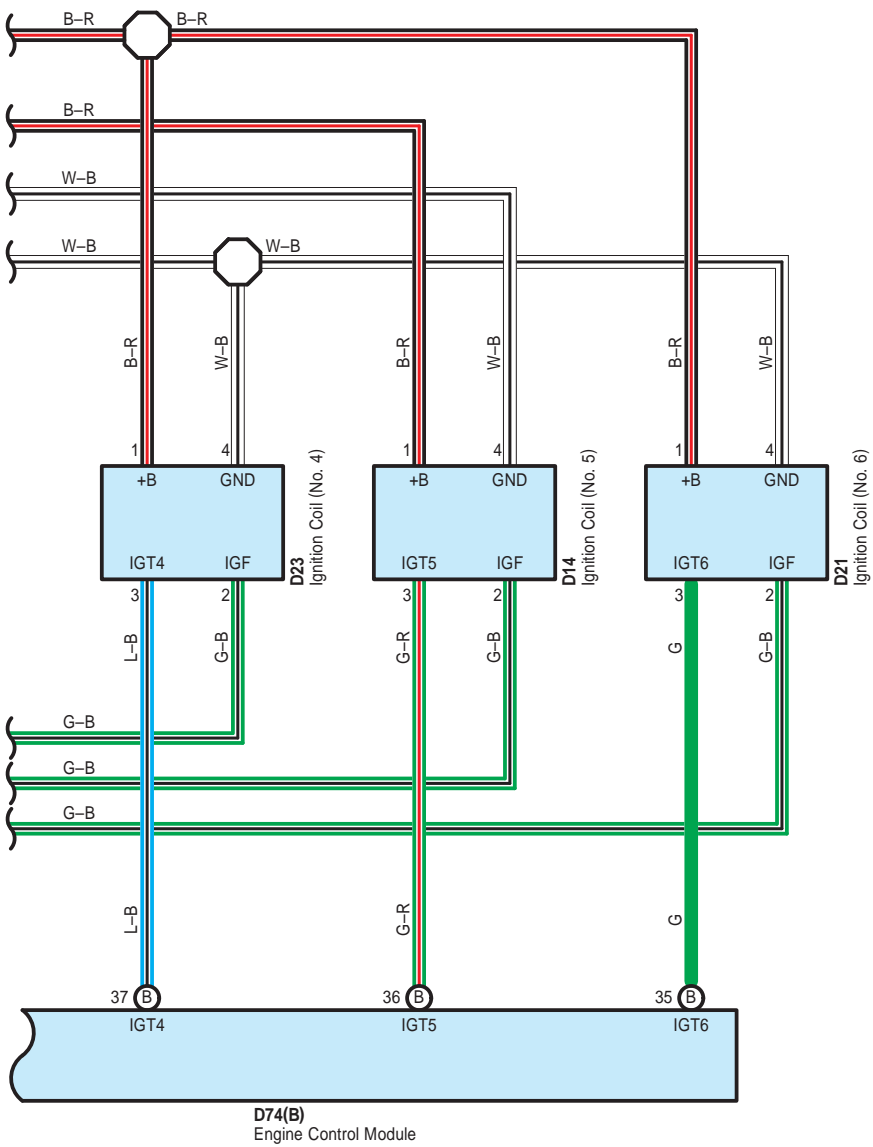 B–R
B–R
B–R
W–B
W–B
W–B
B–R
W–B
B–R
W–B
B–R
W–B
1
4
1
4
1
4
+B
GND
+B
GND
+B
GND
IGT4
IGF
IGT5
IGF
IGT6
IGF
D23
Ignition Coil (No. 4)
D14
Ignition Coil (No. 5)
D21
Ignition Coil (No. 6)
3
2
3
2
3
2
L–B
G–B
G–R
G–B
G
G–B
G–B
G–B
G–B
L–B
G–R
G
37 B
36 B
35 B
IGT4
IGT5
IGT6
D74(B)
Engine Control Module